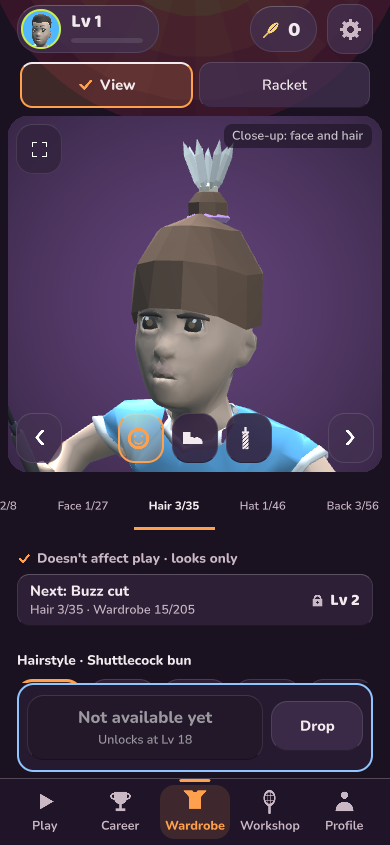 Lv 1
0
View
Racket
Close-up: face and hair
2/8
Face 1/27
Hair 3/35
Hat 1/46
Back 3/56
Doesn't affect play · looks only
Next: Buzz cut
Hair 3/35 · Wardrobe 15/205
Lv 2
Hairstyle · Shuttlecock bun
Not available yet
Unlocks at Lv 18
Drop
Play
Career
Wardrobe
Workshop
Profile